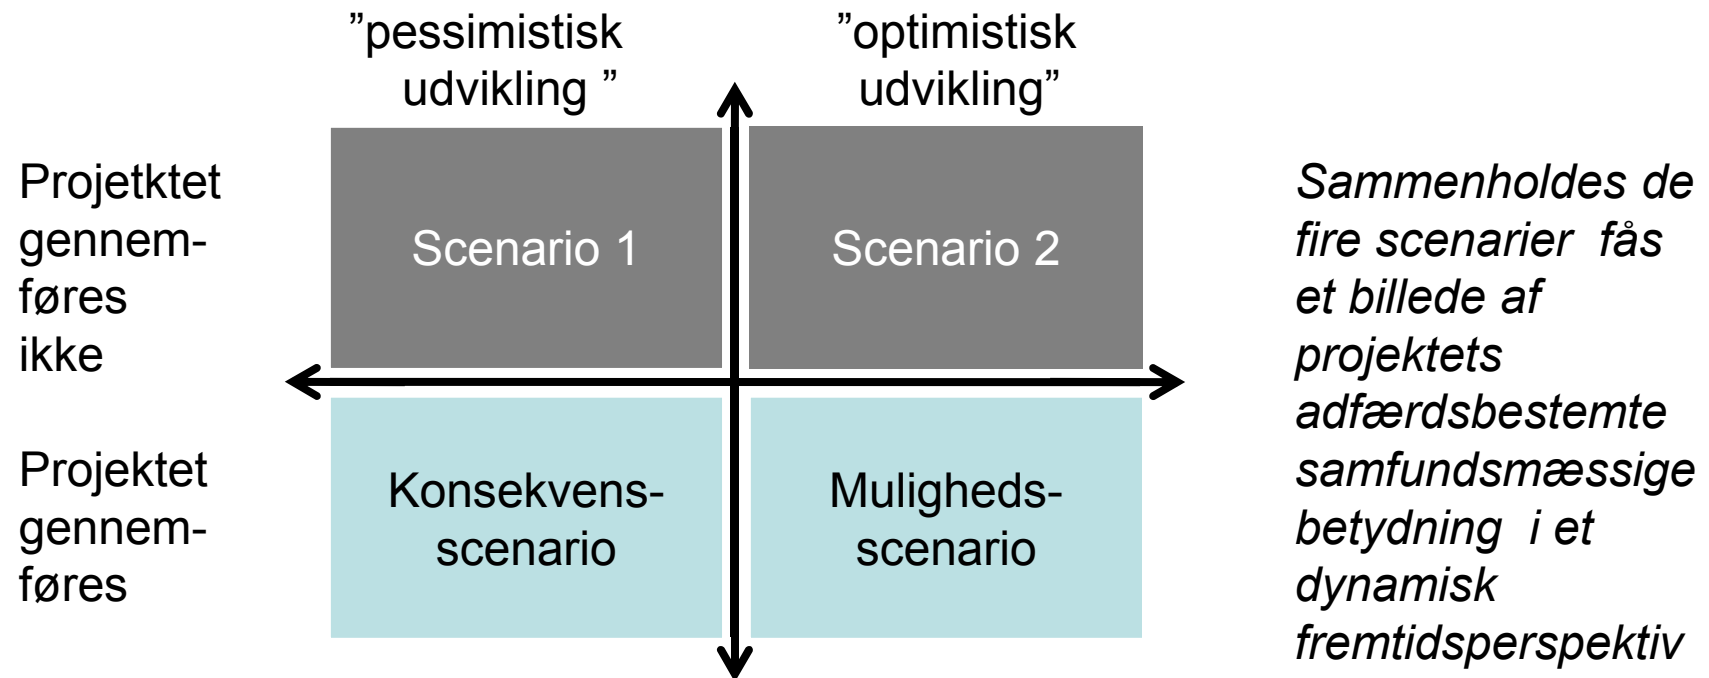 ”pessimistisk
udvikling ”
”optimistisk
udvikling”
Projetktet
gennem-
føres
ikke
Scenario 1
Scenario 2
Projektet
gennem-
føres
Konsekvens-
scenario
Muligheds-
scenario
Sammenholdes de
fire scenarier fås
et billede af
projektets
adfærdsbestemte
samfundsmæssige
betydning i et
dynamisk
fremtidsperspektiv